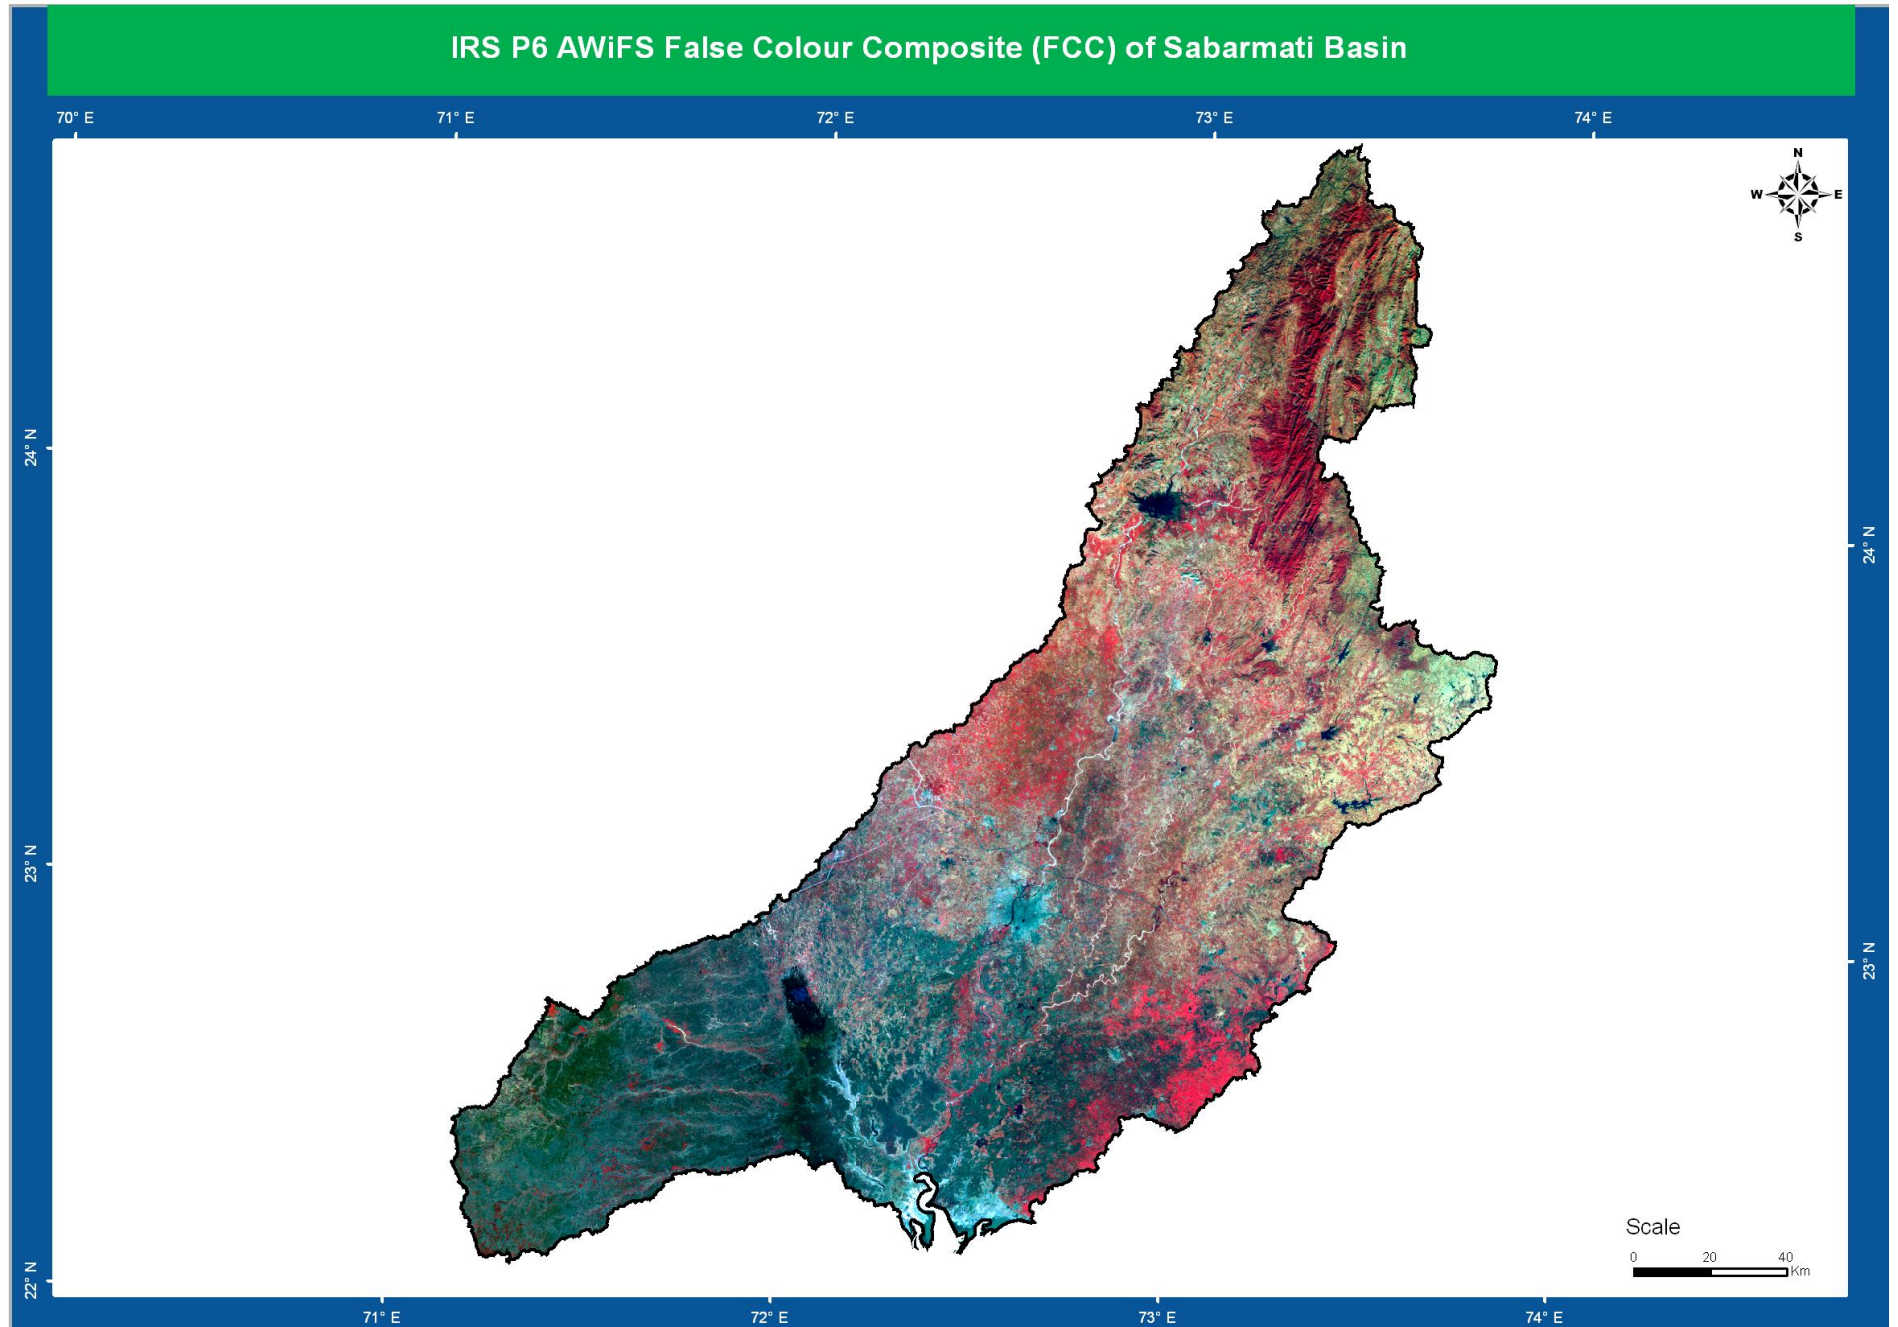 IRS P6 AWiFS False Colour Composite (FCC) of Sabarmati Basin
70° E 71° E 72° E 73° E 74° E
N
W E
S
24° N
24° N
23° N
23° N
22° N
Scale
0 20 40
Km
71° E 72° E 73° E 74° E